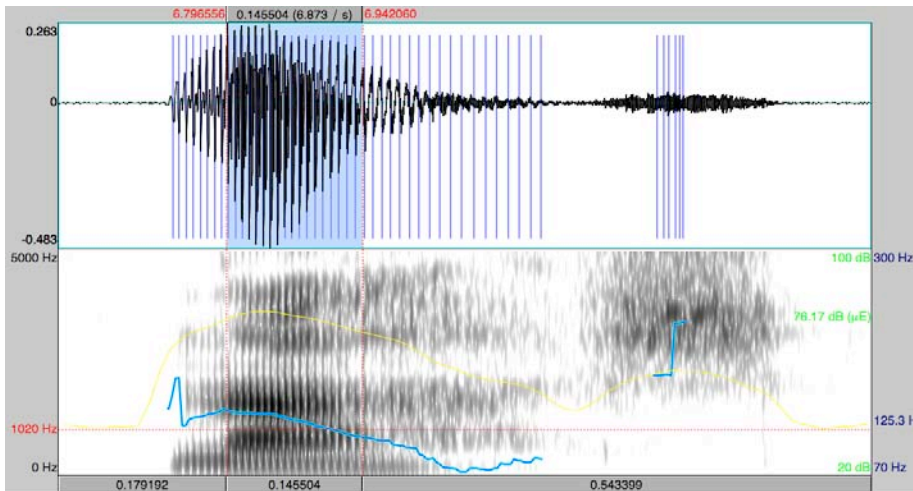 6.796556 0.145504 (6.873 / s) 6.942060
0.263
0
-0.483
5000 Hz 100 dB 300 Hz
76.17 dB (µE)
1020 Hz 125.3 Hz
0 Hz 20 dB 70 Hz
0.179192 0.145504 0.543399